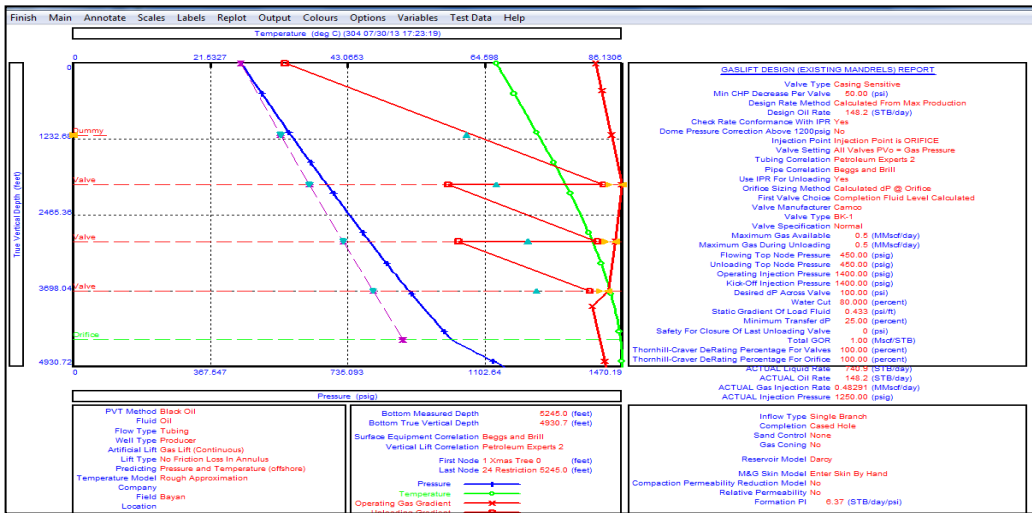 Finish Main Annotate Scales Labels Replot Output Colours Options Variables Test Data Help
Temperature (deg C) (304 07/30/13 17:23:19)
0 21.5327 43.0653 64.598 86.1306
0
1232.68
2465.36
3698.04
4930.72
True Vertical Depth (feet)
Dummy
Valve
Valve
Valve
Orifice
0 367.547 735.093 1102.64 1470.19
Pressure (psig)
GASLIFT DESIGN (EXISTING MANDRELS) REPORT
Valve Type Casing Sensitive
Min CHP Decrease Per Valve 50.00 (psi)
Design Rate Method Calculated From Max Production
Design Oil Rate 148.2 (STB/day)
Check Rate Conformance With IPR Yes
Dome Pressure Correction Above 1200psig No
Injection Point Injection Point is ORIFICE
Valve Setting All Valves PVo = Gas Pressure
Tubing Correlation Petroleum Experts 2
Pipe Correlation Beggs and Brill
Use IPR For Unloading Yes
Orifice Sizing Method Calculated dP @ Orifice
First Valve Choice Completion Fluid Level Calculated
Valve Manufacturer Camco
Valve Type BK-1
Valve Specification Normal
Maximum Gas Available 0.5 (MMscf/day)
Maximum Gas During Unloading 0.5 (MMscf/day)
Flowing Top Node Pressure 450.00 (psig)
Unloading Top Node Pressure 450.00 (psig)
Operating Injection Pressure 1400.00 (psig)
Kick-Off Injection Pressure 1400.00 (psig)
Desired dP Across Valve 100.00 (psi)
Water Cut 80.000 (percent)
Static Gradient Of Load Fluid 0.433 (psi/ft)
Minimum Transfer dP 25.00 (percent)
Safety For Closure Of Last Unloading Valve 0 (psi)
Total GOR 1.00 (Mscf/STB)
Thornhill-Craver DeRating Percentage For Valves 100.00 (percent)
Thornhill-Craver DeRating Percentage For Orifice 100.00 (percent)
ACTUAL Liquid Rate 740.9 (STB/day)
ACTUAL Oil Rate 148.2 (STB/day)
ACTUAL Gas Injection Rate 0.48291 (MMscf/day)
ACTUAL Injection Pressure 1250.00 (psig)
PVT Method Black Oil
Fluid Oil
Flow Type Tubing
Well Type Producer
Artificial Lift Gas Lift (Continuous)
Lift Type No Friction Loss In Annulus
Predicting Pressure and Temperature (offshore)
Temperature Model Rough Approximation
Company
Field Bayan
Location
Bottom Measured Depth 5245.0 (feet)
Bottom True Vertical Depth 4930.7 (feet)
Surface Equipment Correlation Beggs and Brill
Vertical Lift Correlation Petroleum Experts 2
First Node 1 Xmas Tree 0 (feet)
Last Node 24 Restriction 5245.0 (feet)
Pressure
Temperature
Operating Gas Gradient
Unloading Gradient
Inflow Type Single Branch
Completion Cased Hole
Sand Control None
Gas Coning No
Reservoir Model Darcy
M&G Skin Model Enter Skin By Hand
Compaction Permeability Reduction Model No
Relative Permeability No
Formation PI 6.37 (STB/day/psi)